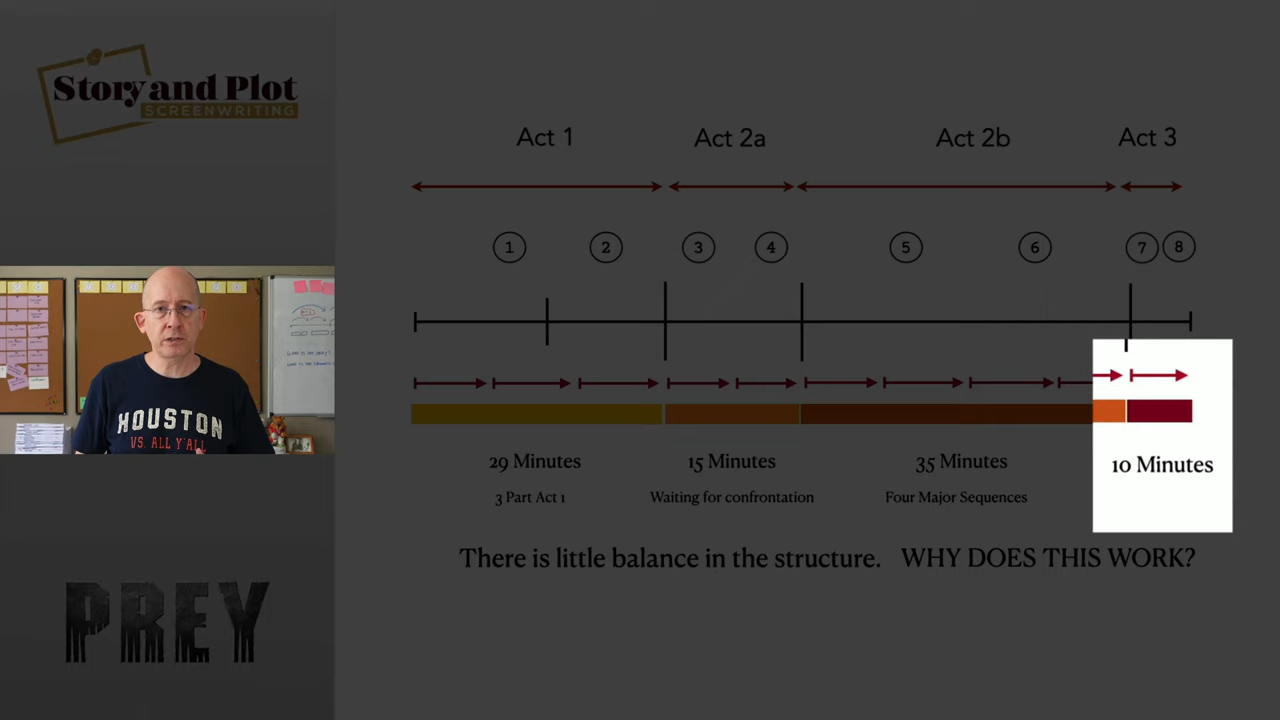 Story and Plot
SCREENWRITING
Act 1
Act 2a
Act 2b
Act 3
1
2
3
4
5
6
7
8
HOUSTON
VS. ALL Y'ALL
29 Minutes
15 Minutes
35 Minutes
10 Minutes
3 Part Act 1
Waiting for confrontation
Four Major Sequences
There is little balance in the structure. WHY DOES THIS WORK?
PREY